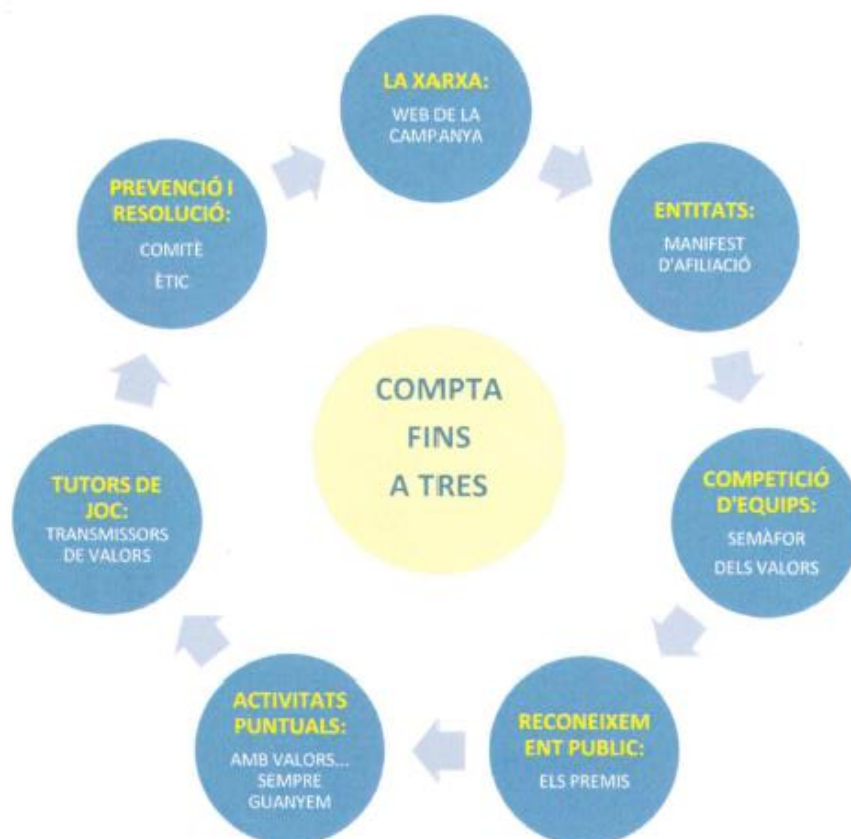 LA XARXA:
WEB DE LA
CAMPANYA
ENTITATS:
MANIFEST
D'AFILIACIÓ
COMPETICIÓ
D'EQUIPS:
SEMÀFOR
DELS VALORS
RECONEIXEM
ENT PUBLIC:
ELS PREMIS
ACTIVITATS
PUNTUALS:
AMB VALORS...
SEMPRE
GUANYEM
TUTORS DE
JOC:
TRANSMISSORS
DE VALORS
PREVENCIÓ I
RESOLUCIÓ:
COMITÈ
ÈTIC
COMPTA
FINS
A TRES